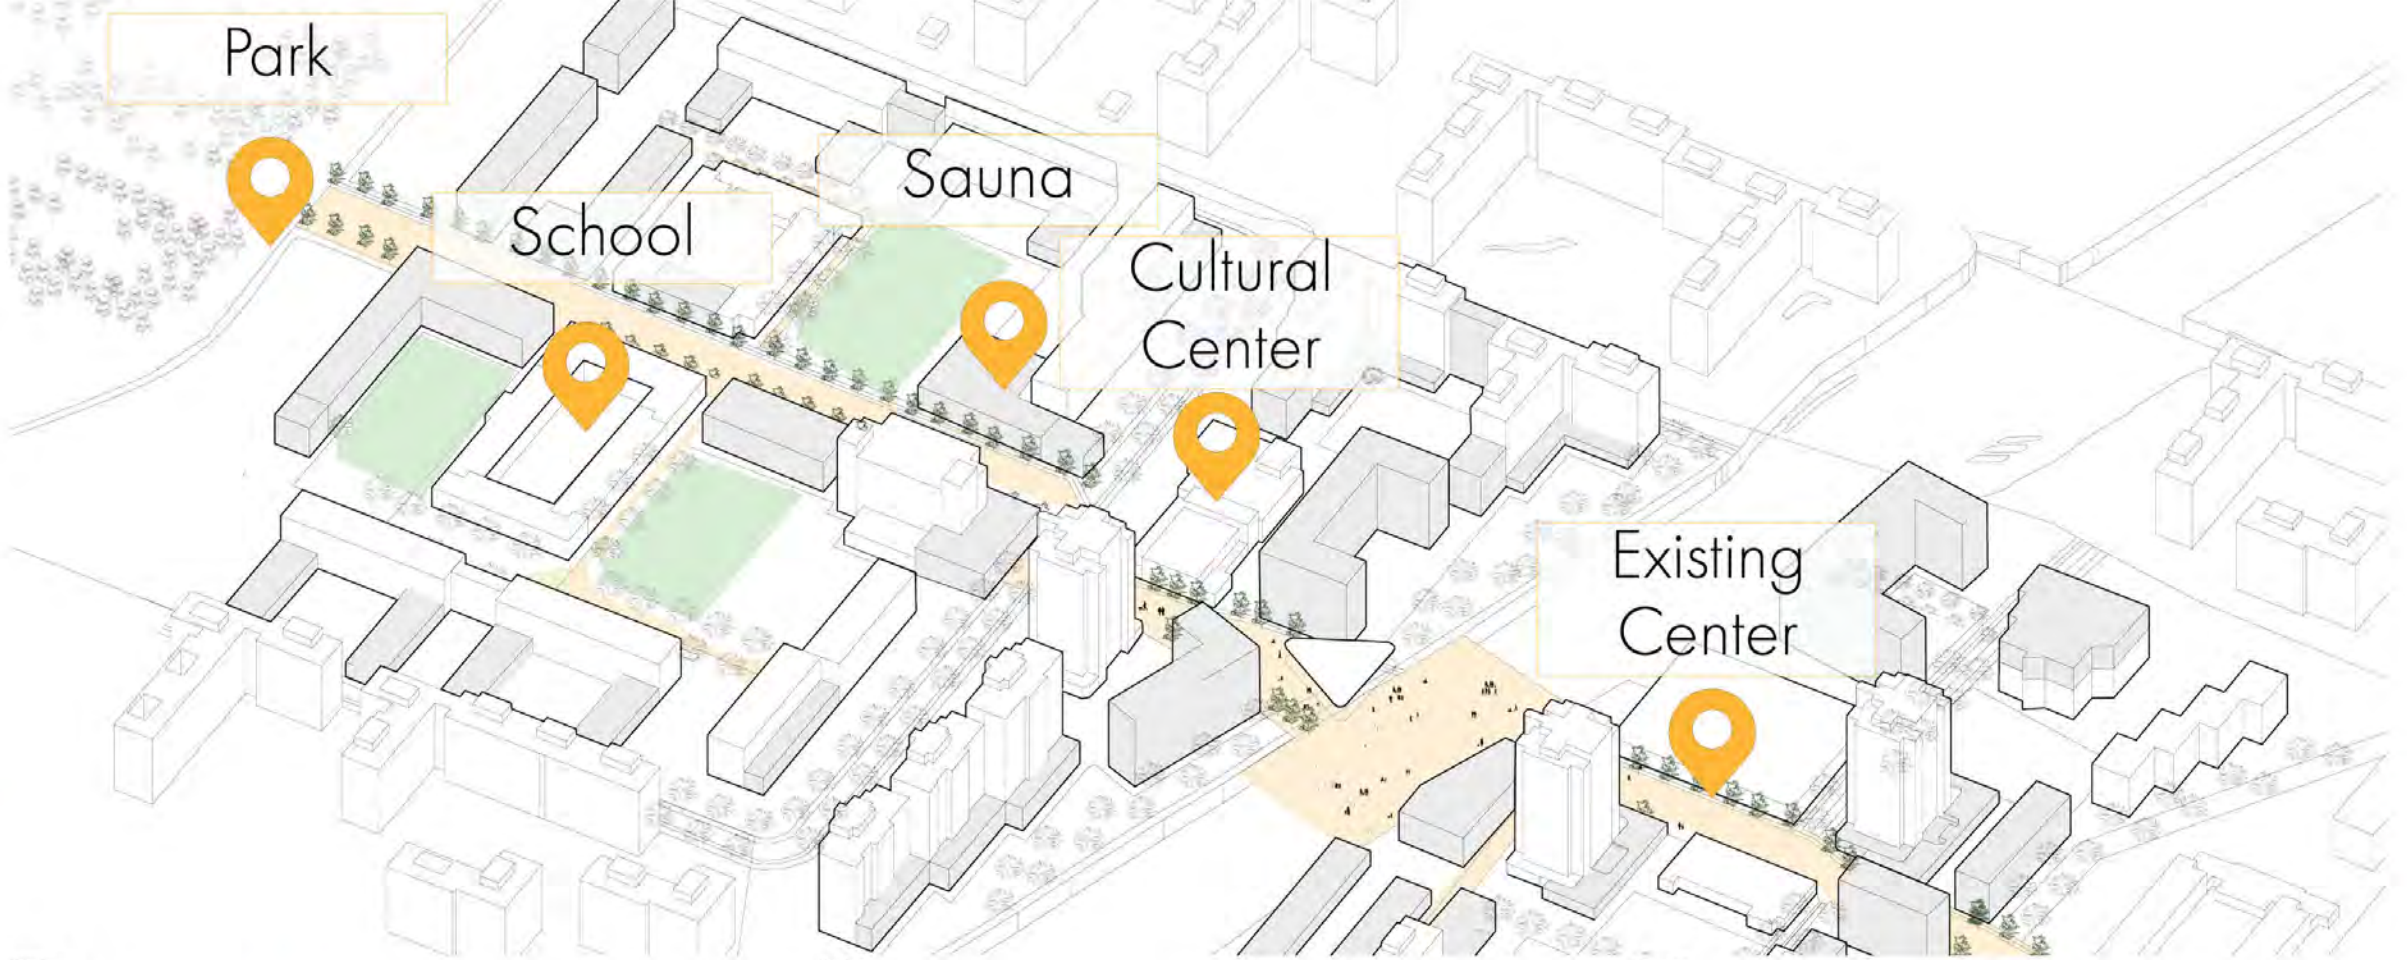 Park
School
Sauna
Cultural
Center
Existing
Center